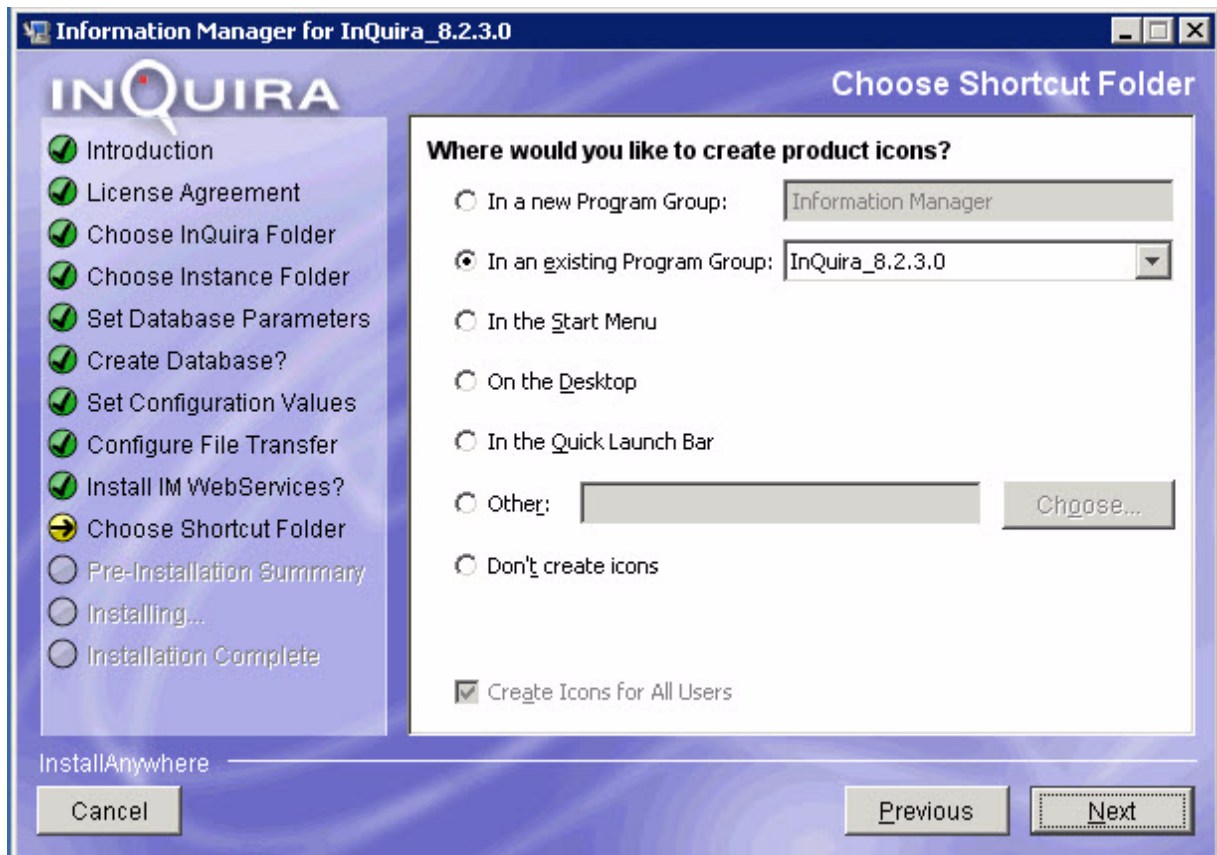 Information Manager for InQuira_8.2.3.0
INQUIRA
Choose Shortcut Folder
Introduction
License Agreement
Choose InQuira Folder
Choose Instance Folder
Set Database Parameters
Create Database?
Set Configuration Values
Configure File Transfer
Install IM WebServices?
Choose Shortcut Folder
Pre-Installation Summary
Installing...
Installation Complete
Where would you like to create product icons?
In a new Program Group: Information Manager
In an existing Program Group: InQuira_8.2.3.0
In the Start Menu
On the Desktop
In the Quick Launch Bar
Other: Choose...
Don't create icons
Create Icons for All Users
InstallAnywhere
Cancel Previous Next